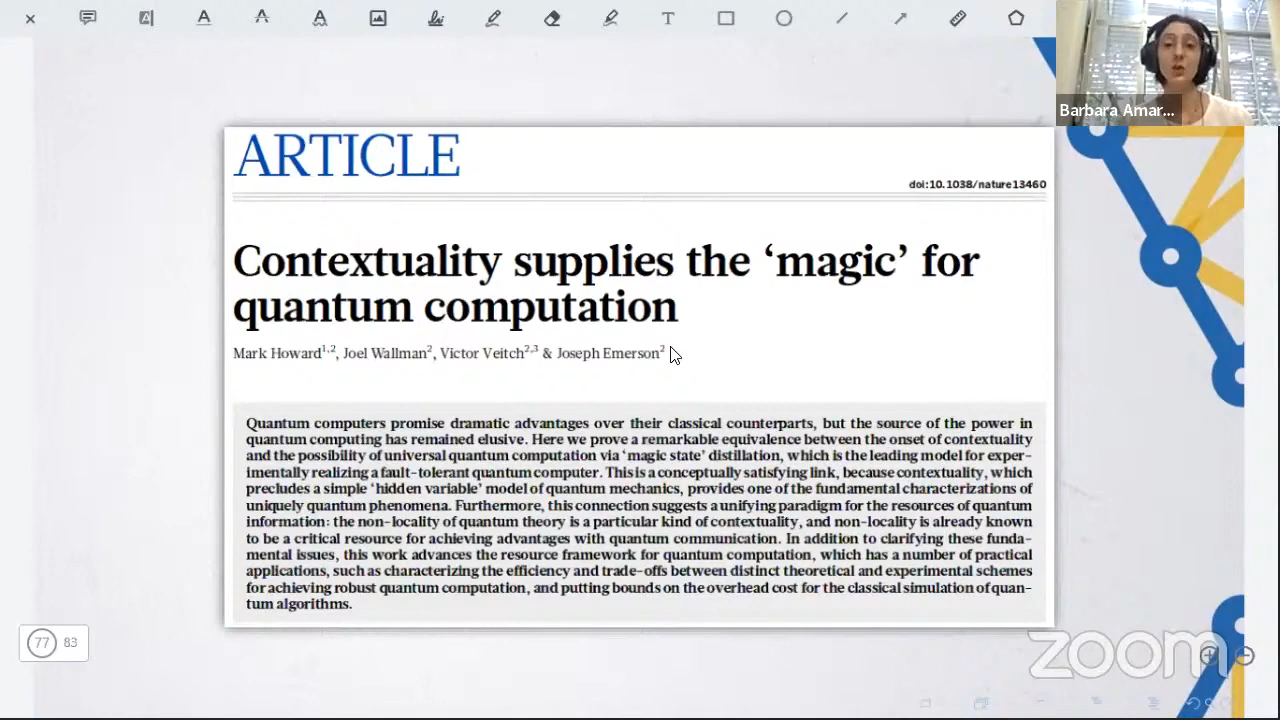 Barbara Amar...
ARTICLE
doi:10.1038/nature13460
Contextuality supplies the ‘magic’ for
quantum computation
Mark Howard1,2, Joel Wallman2, Victor Veitch2,3 & Joseph Emerson2
Quantum computers promise dramatic advantages over their classical counterparts, but the source of the power in
quantum computing has remained elusive. Here we prove a remarkable equivalence between the onset of contextuality
and the possibility of universal quantum computation via ‘magic state’ distillation, which is the leading model for exper-
imentally realizing a fault-tolerant quantum computer. This is a conceptually satisfying link, because contextuality, which
precludes a simple ‘hidden variable’ model of quantum mechanics, provides one of the fundamental characterizations of
uniquely quantum phenomena. Furthermore, this connection suggests a unifying paradigm for the resources of quantum
information: the non-locality of quantum theory is a particular kind of contextuality, and non-locality is already known
to be a critical resource for achieving advantages with quantum communication. In addition to clarifying these funda-
mental issues, this work advances the resource framework for quantum computation, which has a number of practical
applications, such as characterizing the efficiency and trade-offs between distinct theoretical and experimental schemes
for achieving robust quantum computation, and putting bounds on the overhead cost for the classical simulation of quan-
tum algorithms.
77 83
zoom